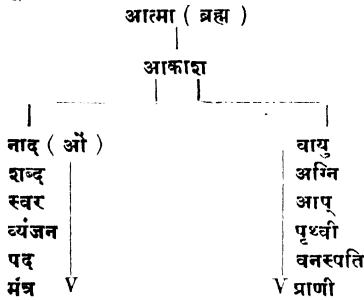 आत्मा ( ब्रह्म )
आकाश
नाद ( ओं ) वायु
शब्द अग्नि
स्वर आप्
व्यंजन पृथ्वी
पद वनस्पति
मंत्र V V प्राणी